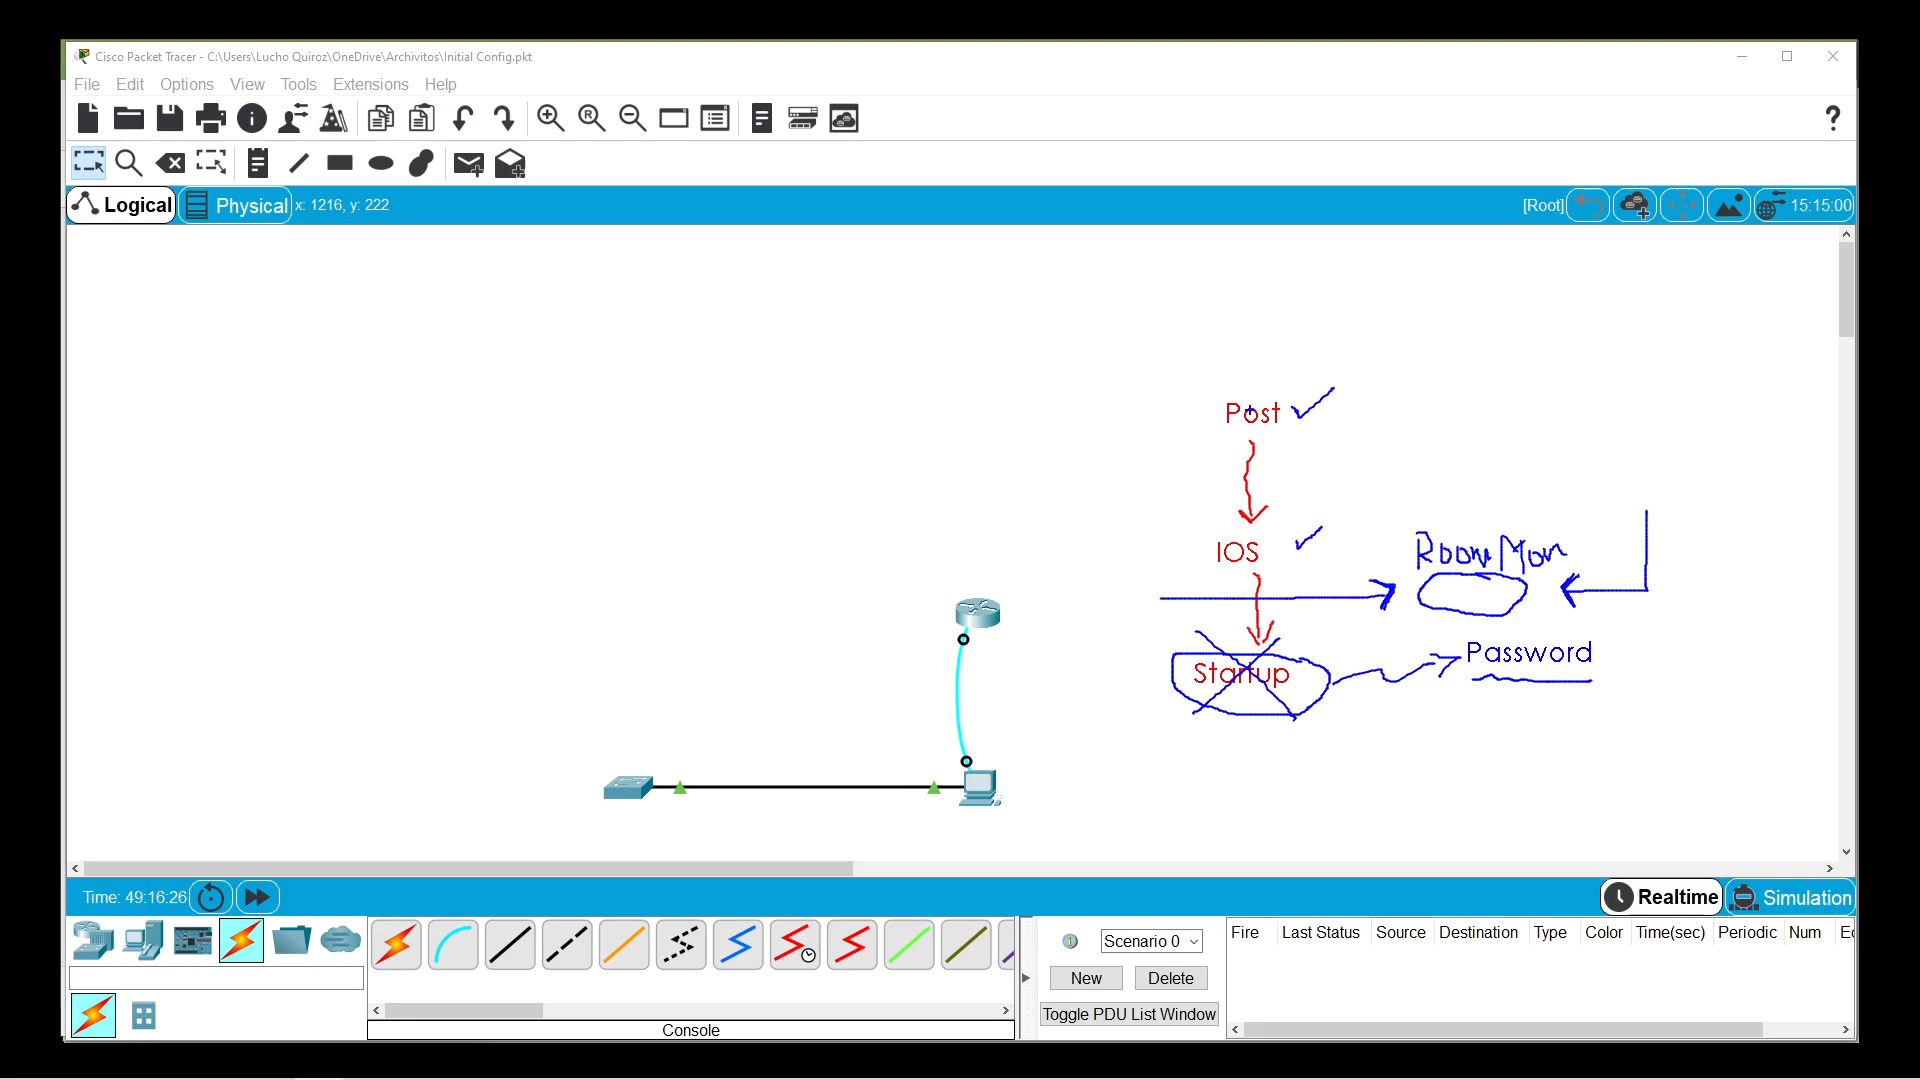 Cisco Packet Tracer - C:\Users\Lucho Quiroz\OneDrive\Archivitos\Initial Config.pkt
File Edit Options View Tools Extensions Help
Logical Physical x: 1216, y: 222 [Root] 15:15:00
Post
IOS
RoomMon
Startup
Password
Time: 49:16:26 Realtime Simulation
Scenario 0
New Delete
Toggle PDU List Window
Fire Last Status Source Destination Type Color Time(sec) Periodic Num
Console